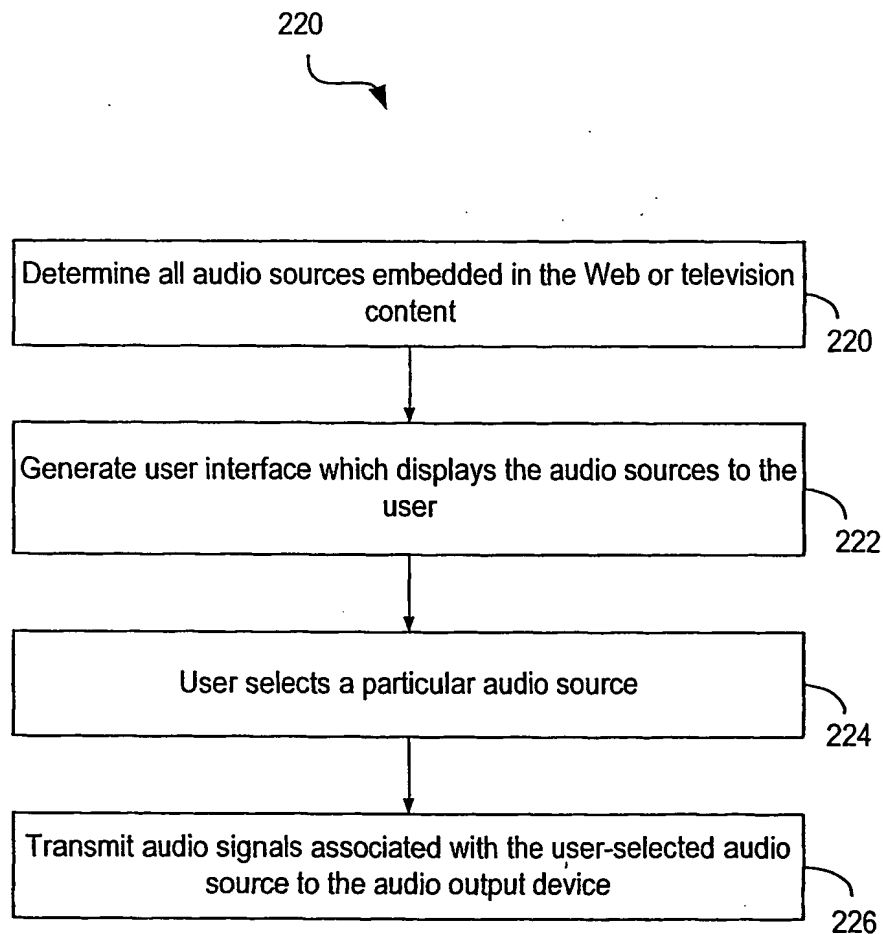 220
Determine all audio sources embedded in the Web or television
content
220
Generate user interface which displays the audio sources to the
user
222
User selects a particular audio source
224
Transmit audio signals associated with the user-selected audio
source to the audio output device
226